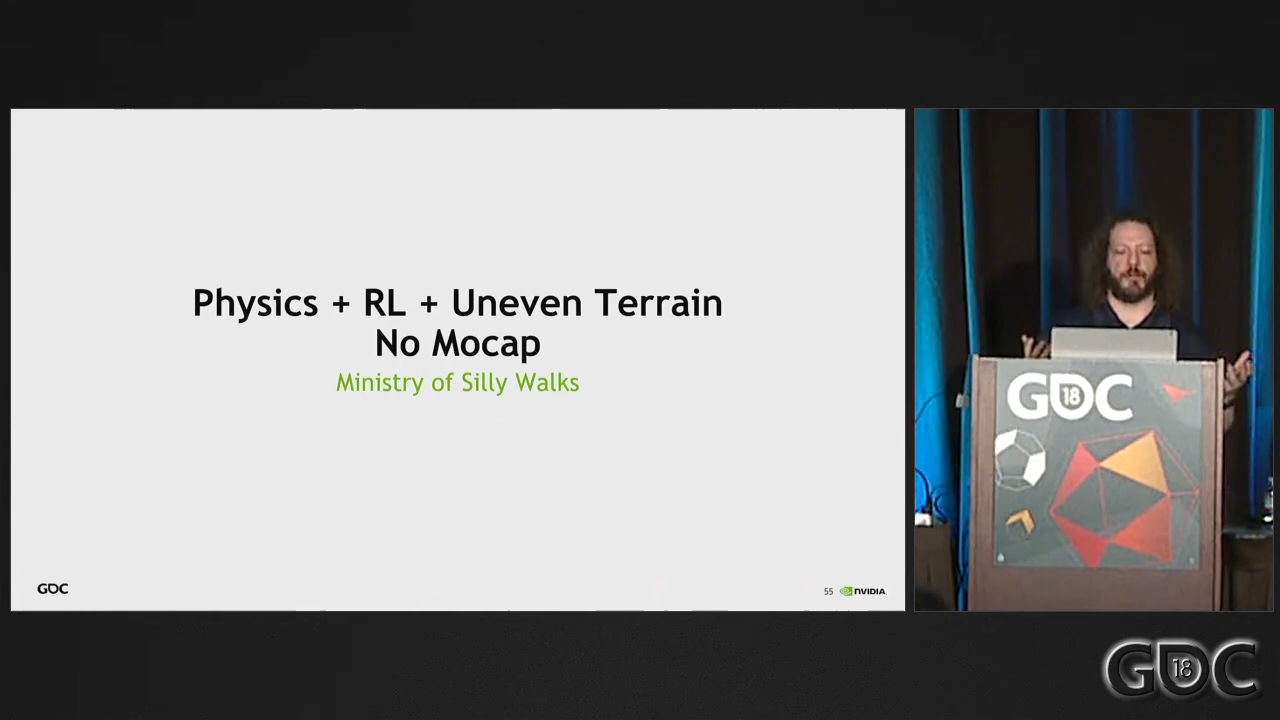 Physics + RL + Uneven Terrain
No Mocap
Ministry of Silly Walks
GDC
55 NVIDIA
GDC 18
GDC 18